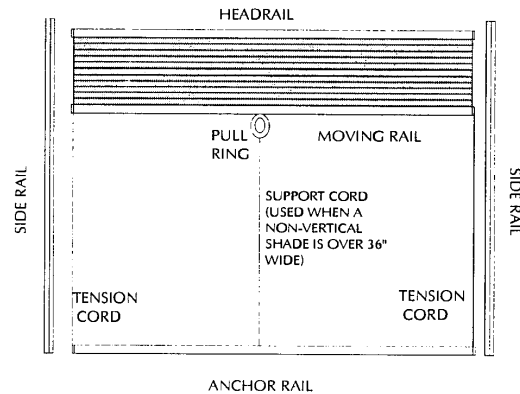 HEADRAIL
PULL
RING
MOVING RAIL
SIDE RAIL
SIDE RAIL
SUPPORT CORD
(USED WHEN A
NON-VERTICAL
SHADE IS OVER 36"
WIDE)
TENSION
CORD
TENSION
CORD
ANCHOR RAIL